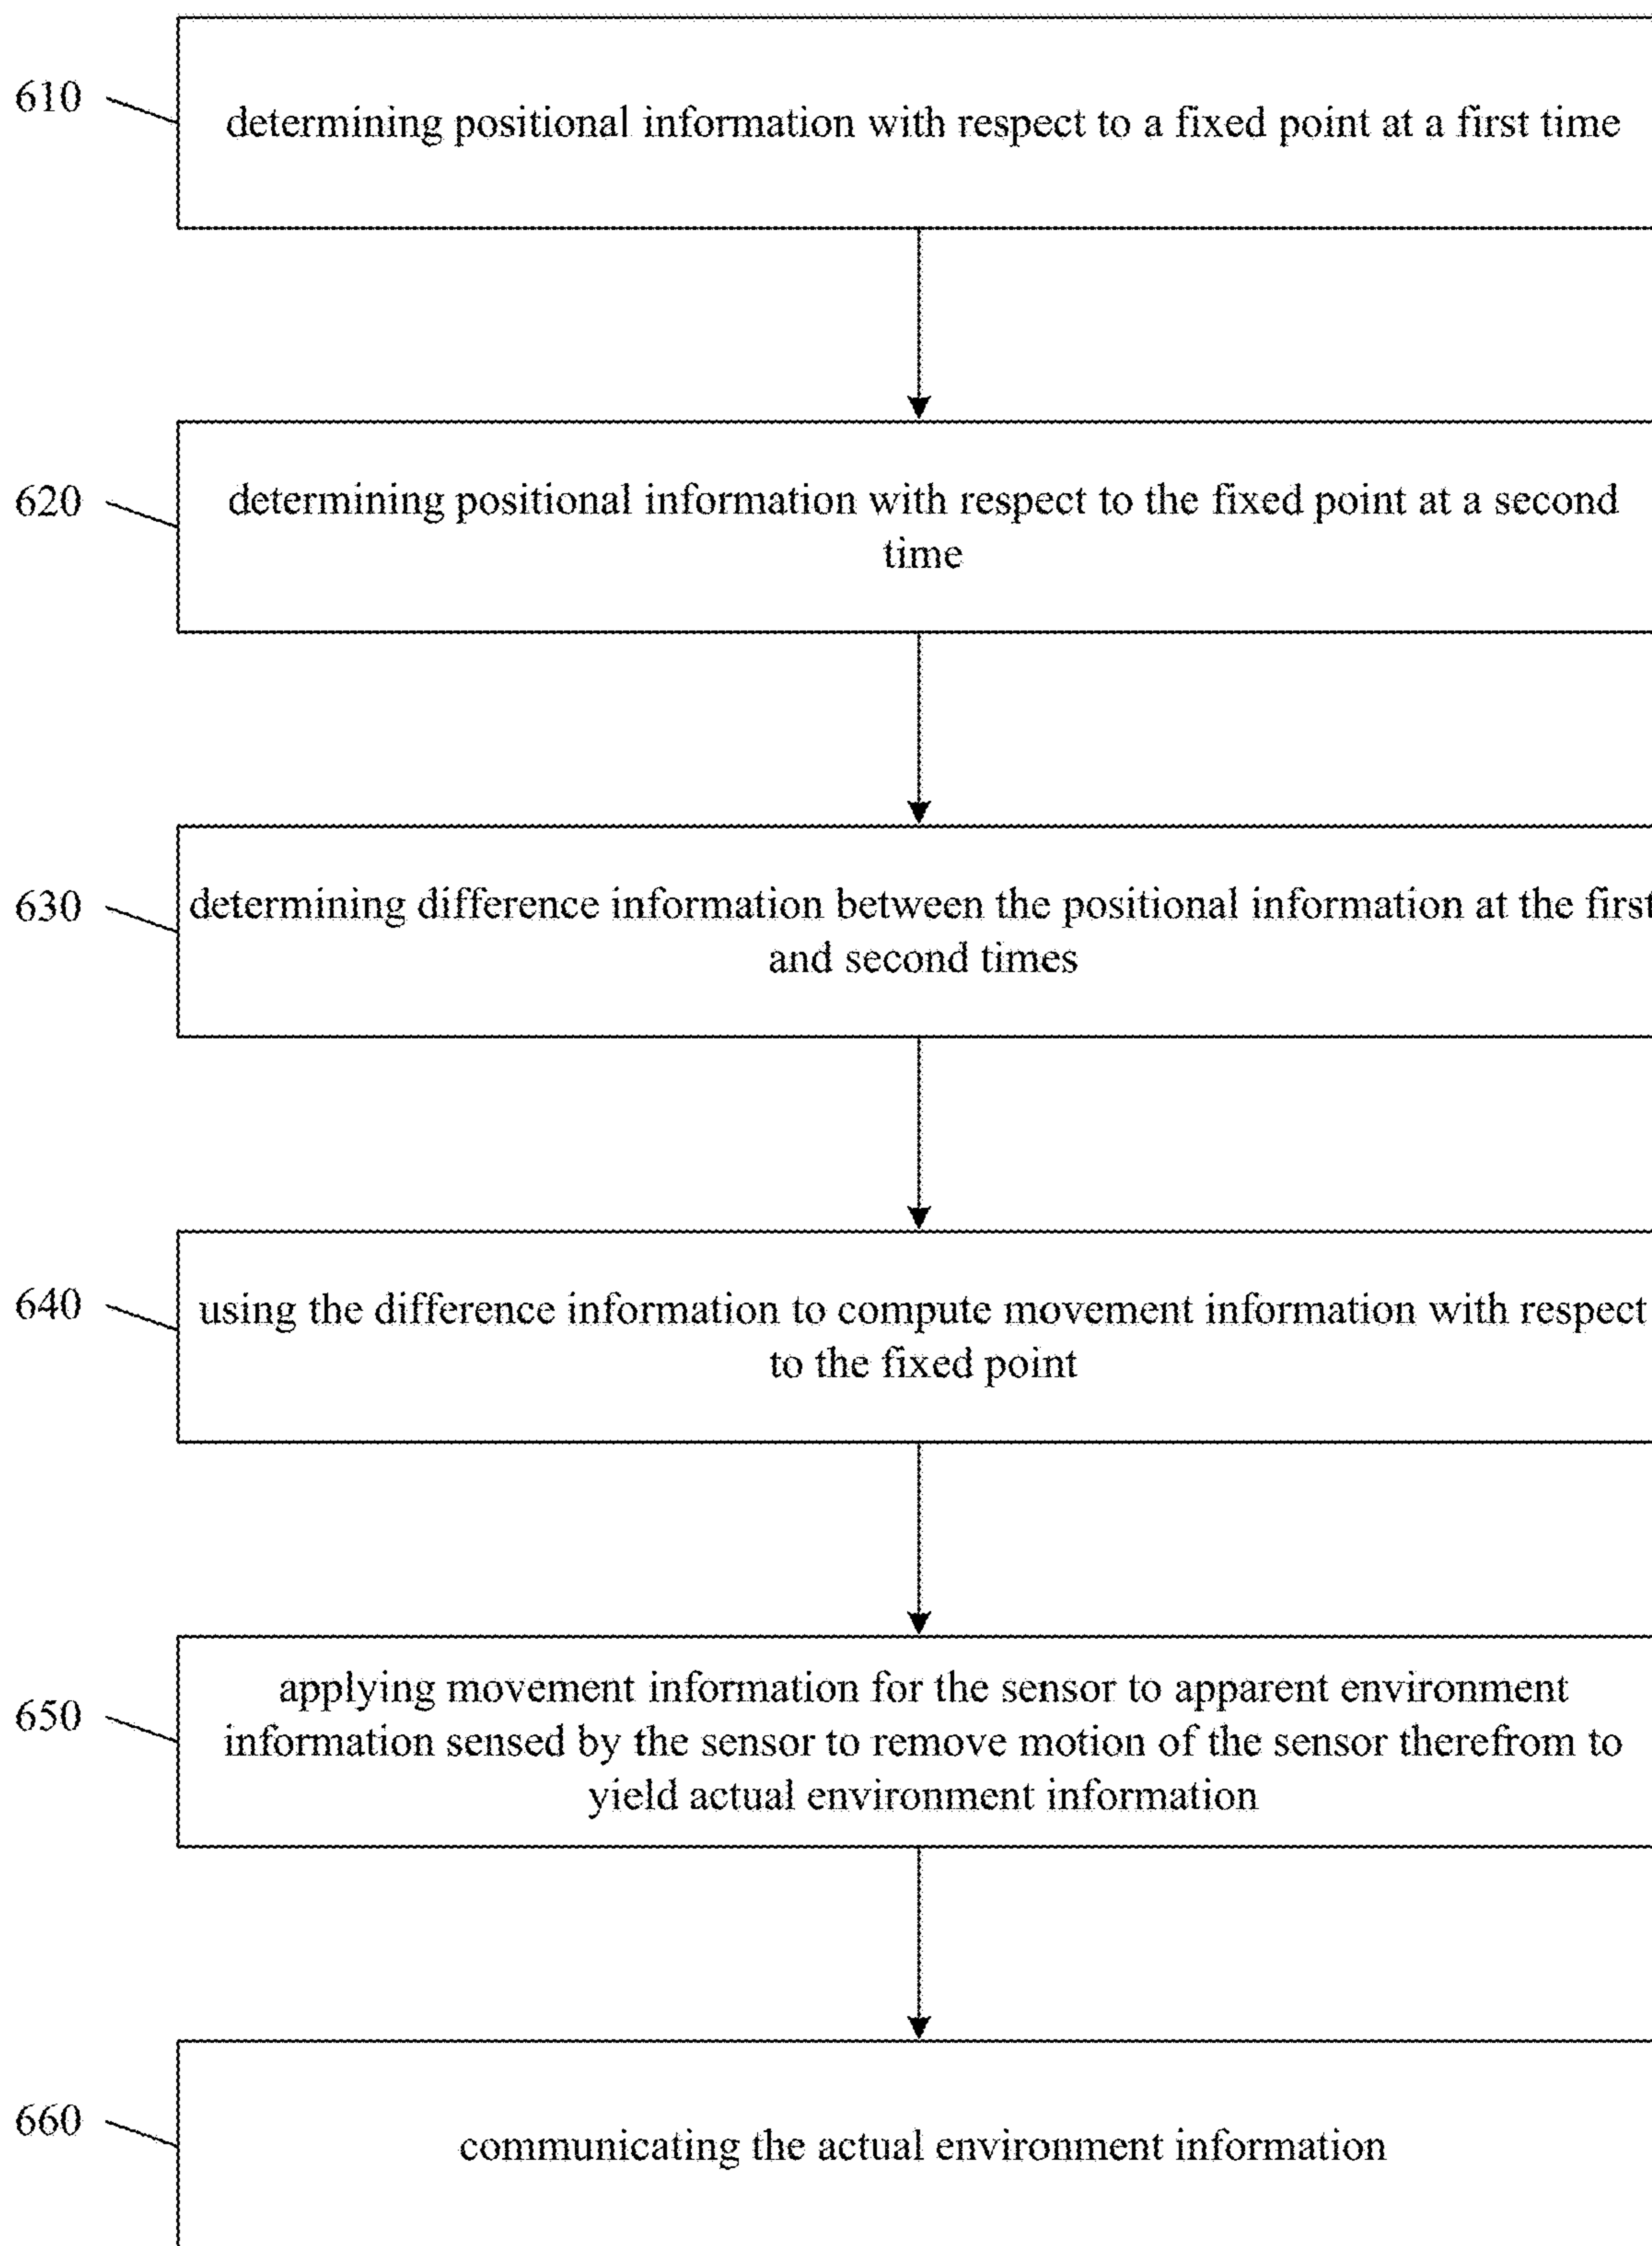 610
determining positional information with respect to a fixed point at a first time
620
determining positional information with respect to the fixed point at a second
time
630
determining difference information between the positional information at the first
and second times
640
using the difference information to compute movement information with respect
to the fixed point
650
applying movement information for the sensor to apparent environment
information sensed by the sensor to remove motion of the sensor therefrom to
yield actual environment information
660
communicating the actual environment information